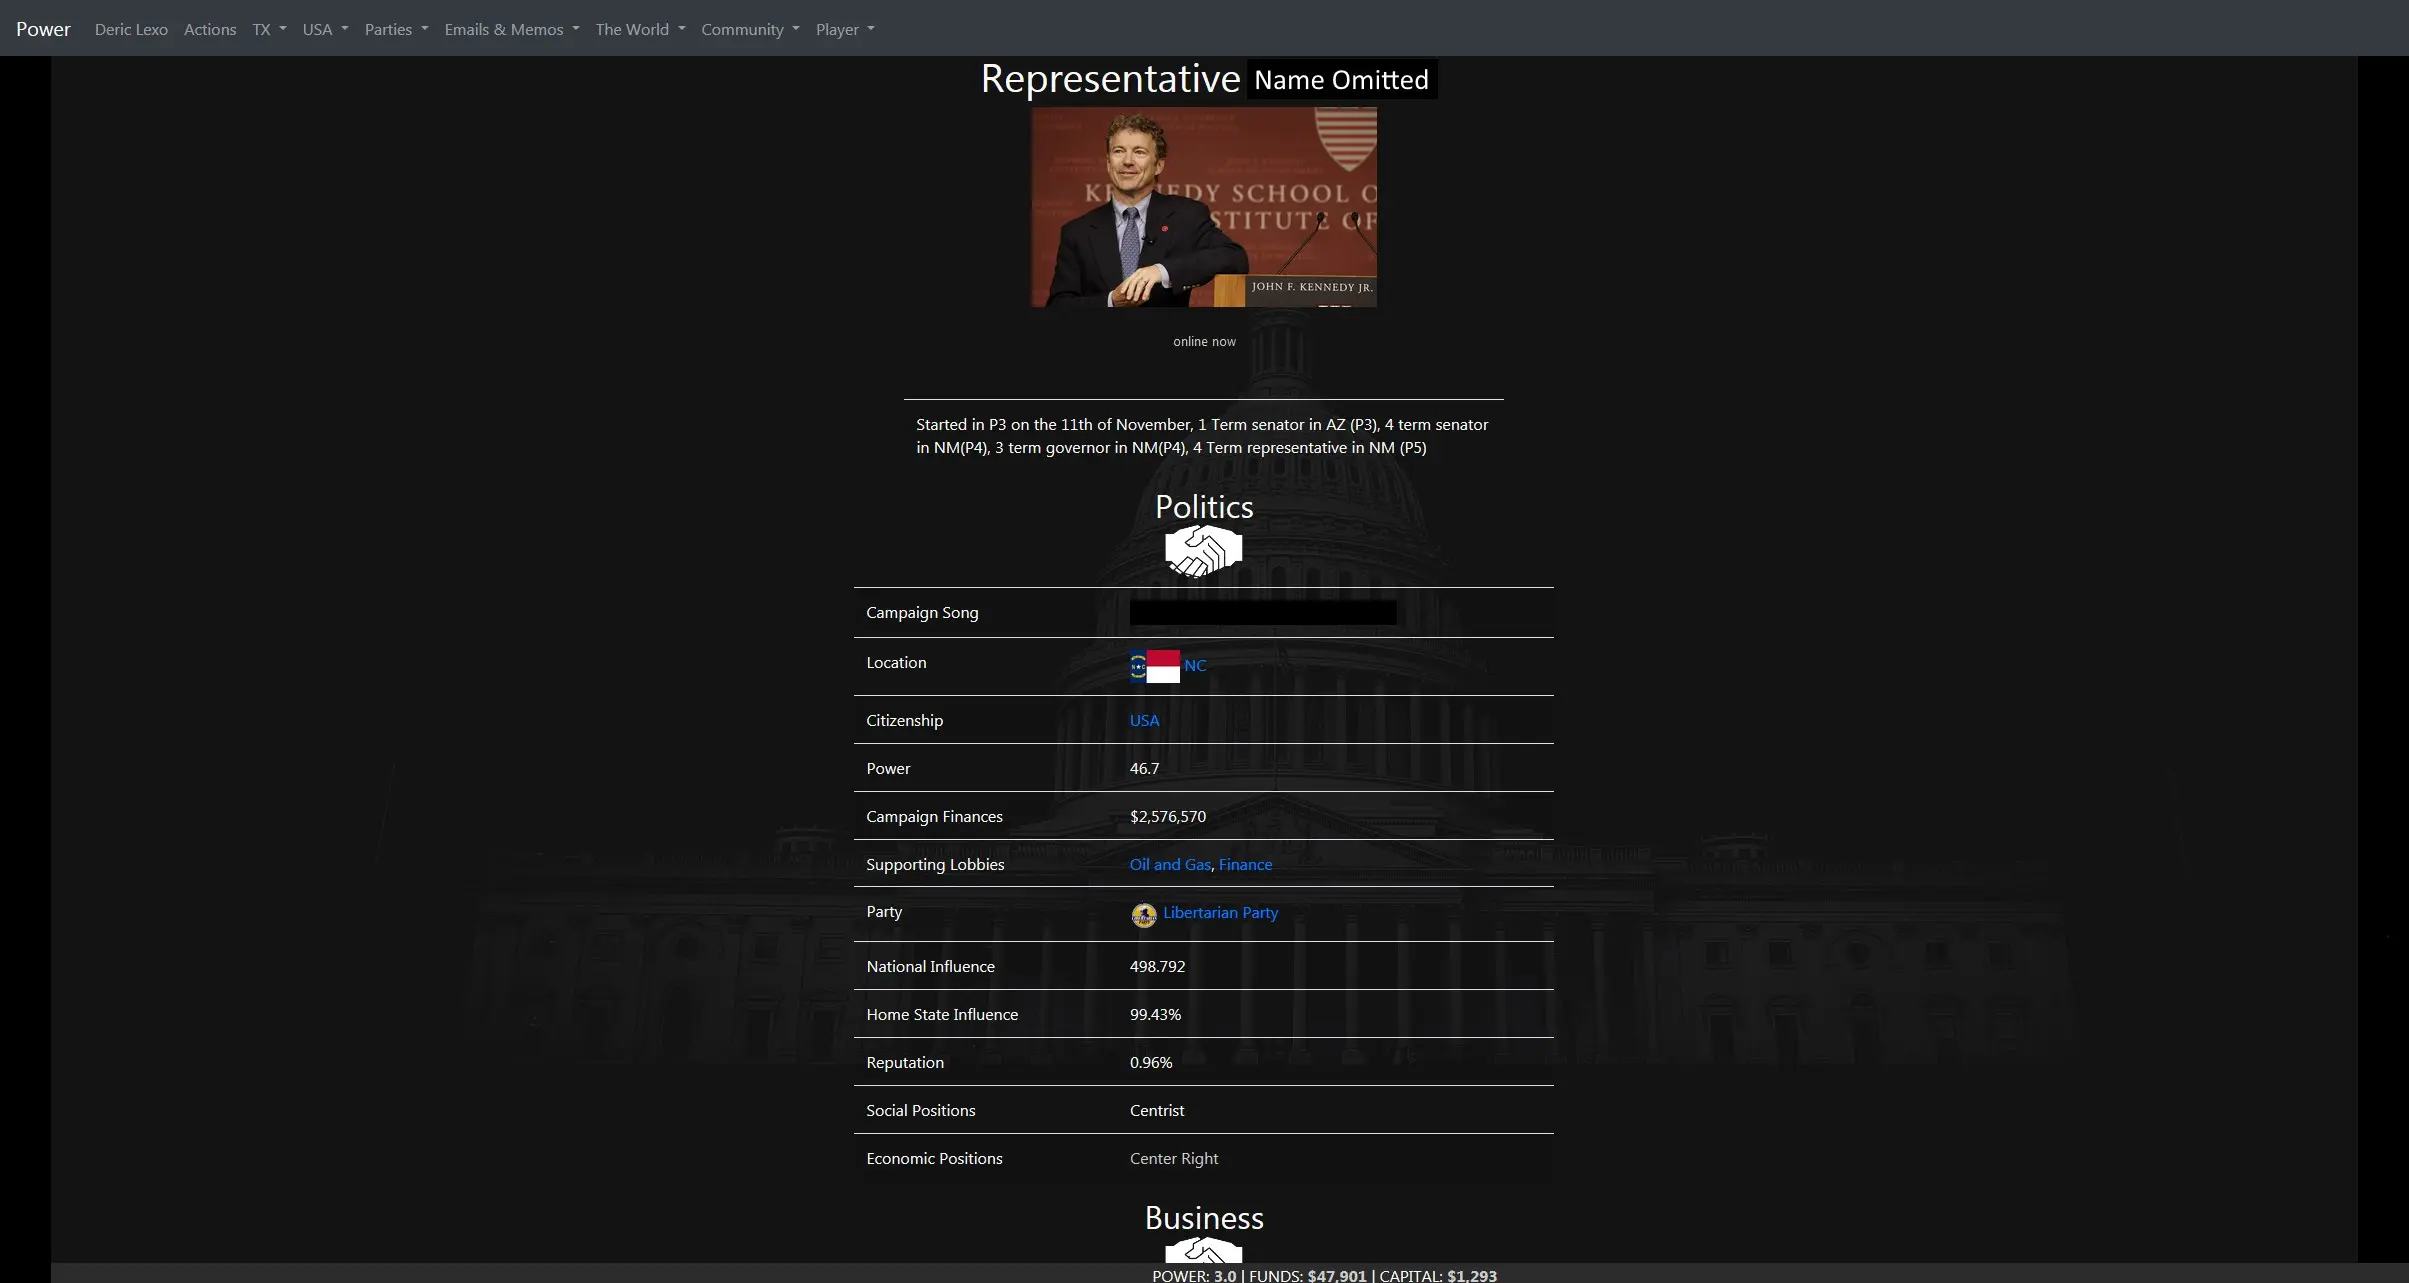 Power Deric Lexo Actions TX USA Parties Emails & Memos The World Community Player
Representative Name Omitted
KENNEDY SCHOOL O
STITUTE OF
JOHN F. KENNEDY JR.
online now
Started in P3 on the 11th of November, 1 Term senator in AZ (P3), 4 term senator
in NM(P4), 3 term governor in NM(P4), 4 Term representative in NM (P5)
Politics
Campaign Song
Location NC
Citizenship USA
Power 46.7
Campaign Finances $2,576,570
Supporting Lobbies Oil and Gas, Finance
Party Libertarian Party
National Influence 498.792
Home State Influence 99.43%
Reputation 0.96%
Social Positions Centrist
Economic Positions Center Right
Business
POWER: 3.0 | FUNDS: $47,901 | CAPITAL: $1,293